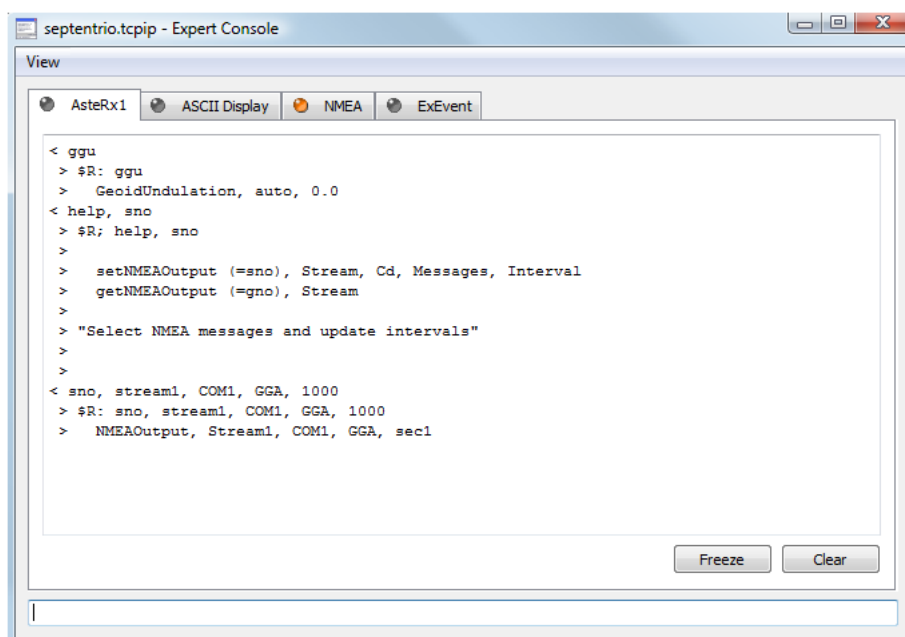 septentrio.tcpip - Expert Console
View
AsteRx1 ASCII Display NMEA ExEvent
< ggu
> $R: ggu
> GeoidUndulation, auto, 0.0
< help, sno
> $R; help, sno
>
> setNMEAOutput (=sno), Stream, Cd, Messages, Interval
> getNMEAOutput (=gno), Stream
>
> "Select NMEA messages and update intervals"
>
>
< sno, stream1, COM1, GGA, 1000
> $R: sno, stream1, COM1, GGA, 1000
> NMEAOutput, Stream1, COM1, GGA, sec1
Freeze Clear